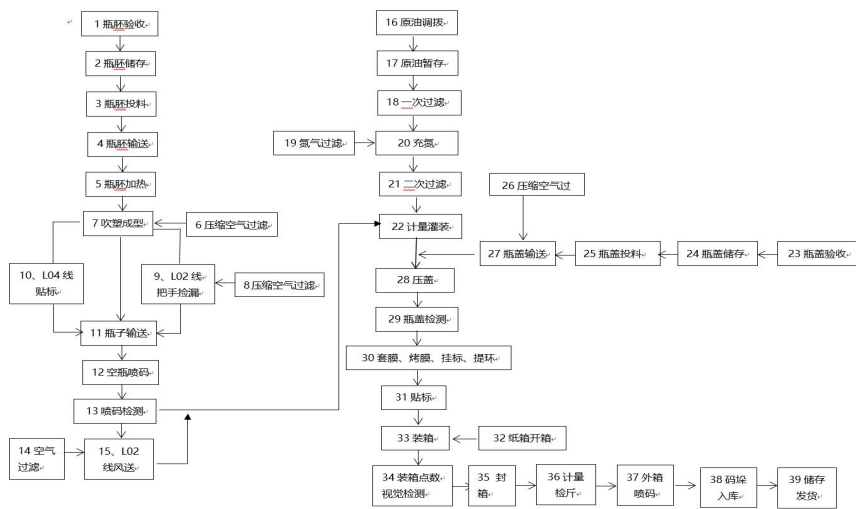 1 瓶胚验收
2 瓶胚储存
3 瓶胚投料
4 瓶胚输送
5 瓶胚加热
7 吹塑成型
6 压缩空气过滤
10、L04 线
贴标
9、L02 线
把手捡漏
8 压缩空气过滤
11 瓶子输送
12 空瓶喷码
13 喷码检测
14 空气
过滤
15、L02
线风送
16 原油调拨
17 原油暂存
18 一次过滤
19 氮气过滤
20 充氮
21 二次过滤
22 计量灌装
26 压缩空气过
27 瓶盖输送
25 瓶盖投料
24 瓶盖储存
23 瓶盖验收
28 压盖
29 瓶盖检测
30 套膜、烤膜、挂标、提环
31 贴标
33 装箱
32 纸箱开箱
34 装箱点数
视觉检测
35 封
箱
36 计量
检斤
37 外箱
喷码
38 码垛
入库
39 储存
发货